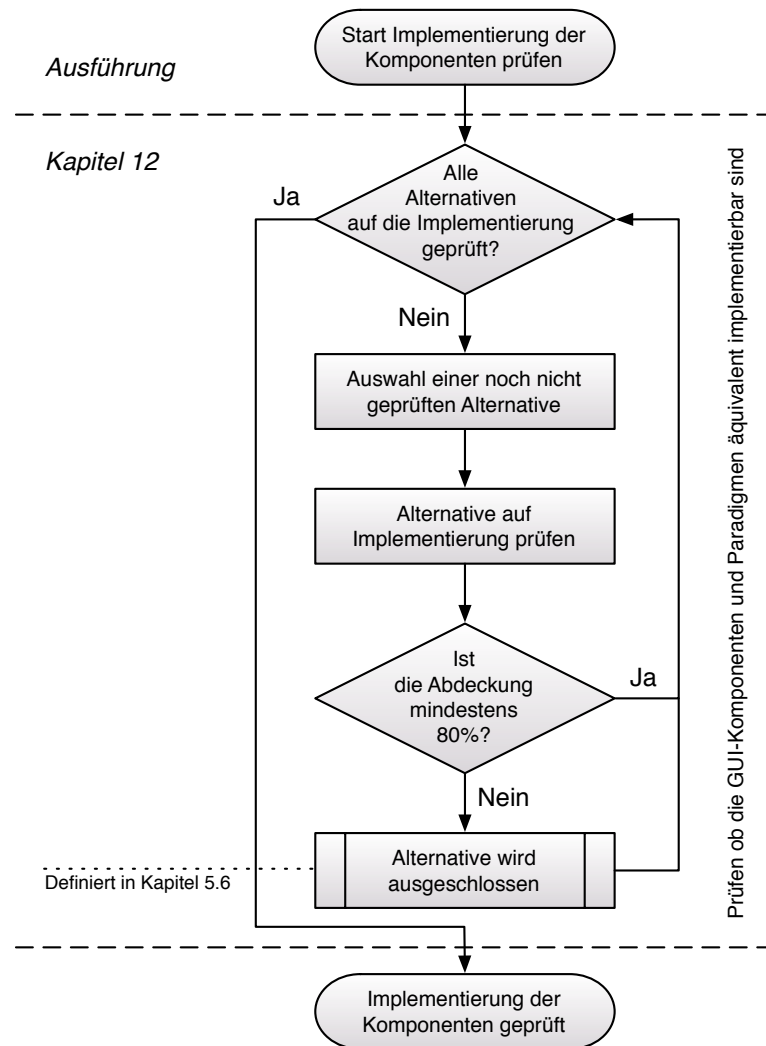 Start Implementierung der
Komponenten prüfen
Ausführung
Kapitel 12
Alle
Alternativen
auf die Implementierung
geprüft?
Ja
Nein
Auswahl einer noch nicht
geprüften Alternative
Alternative auf
Implementierung prüfen
Ist
die Abdeckung
mindestens
80%?
Ja
Nein
Alternative wird
ausgeschlossen
Definiert in Kapitel 5.6
Prüfen ob die GUI-Komponenten und Paradigmen äquivalent implementierbar sind
Implementierung der
Komponenten geprüft